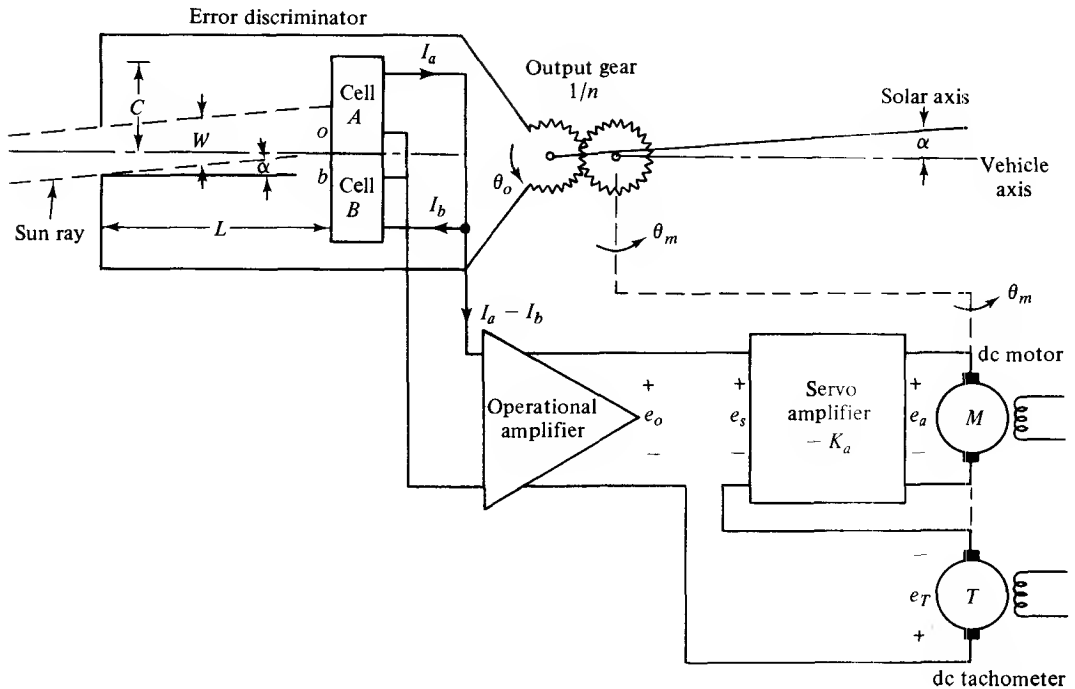 Error discriminator
I_a
Output gear
1/n
Solar axis
C
Cell
A
W
o
α
α
b
Cell
B
Vehicle
axis
θ_o
Sun ray
L
I_b
θ_m
θ_m
I_a − I_b
dc motor
Operational
amplifier
+
e_o
−
+
e_s
−
Servo
amplifier
− K_a
+
e_a
−
M
−
e_T
+
T
dc tachometer